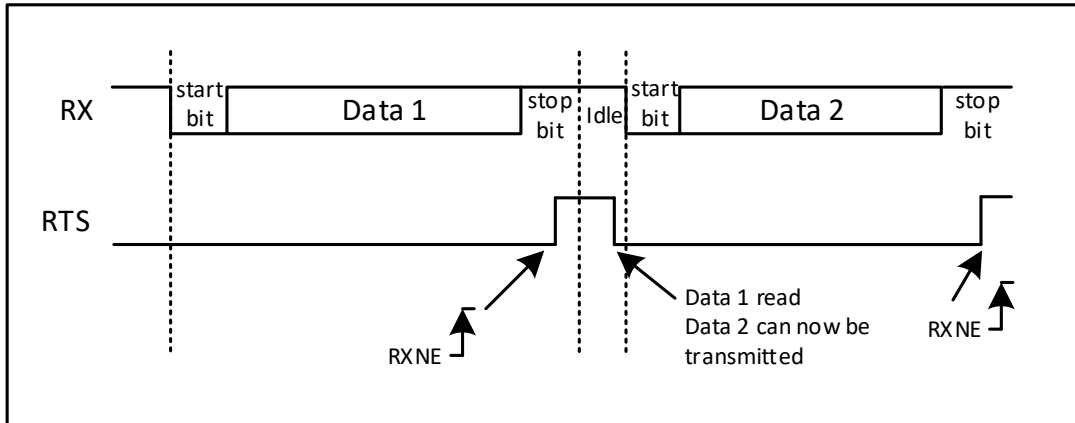 RX
start
bit
Data 1
stop
bit
Idle
start
bit
Data 2
stop
bit
RTS
RXNE
Data 1 read
Data 2 can now be
transmitted
RXNE